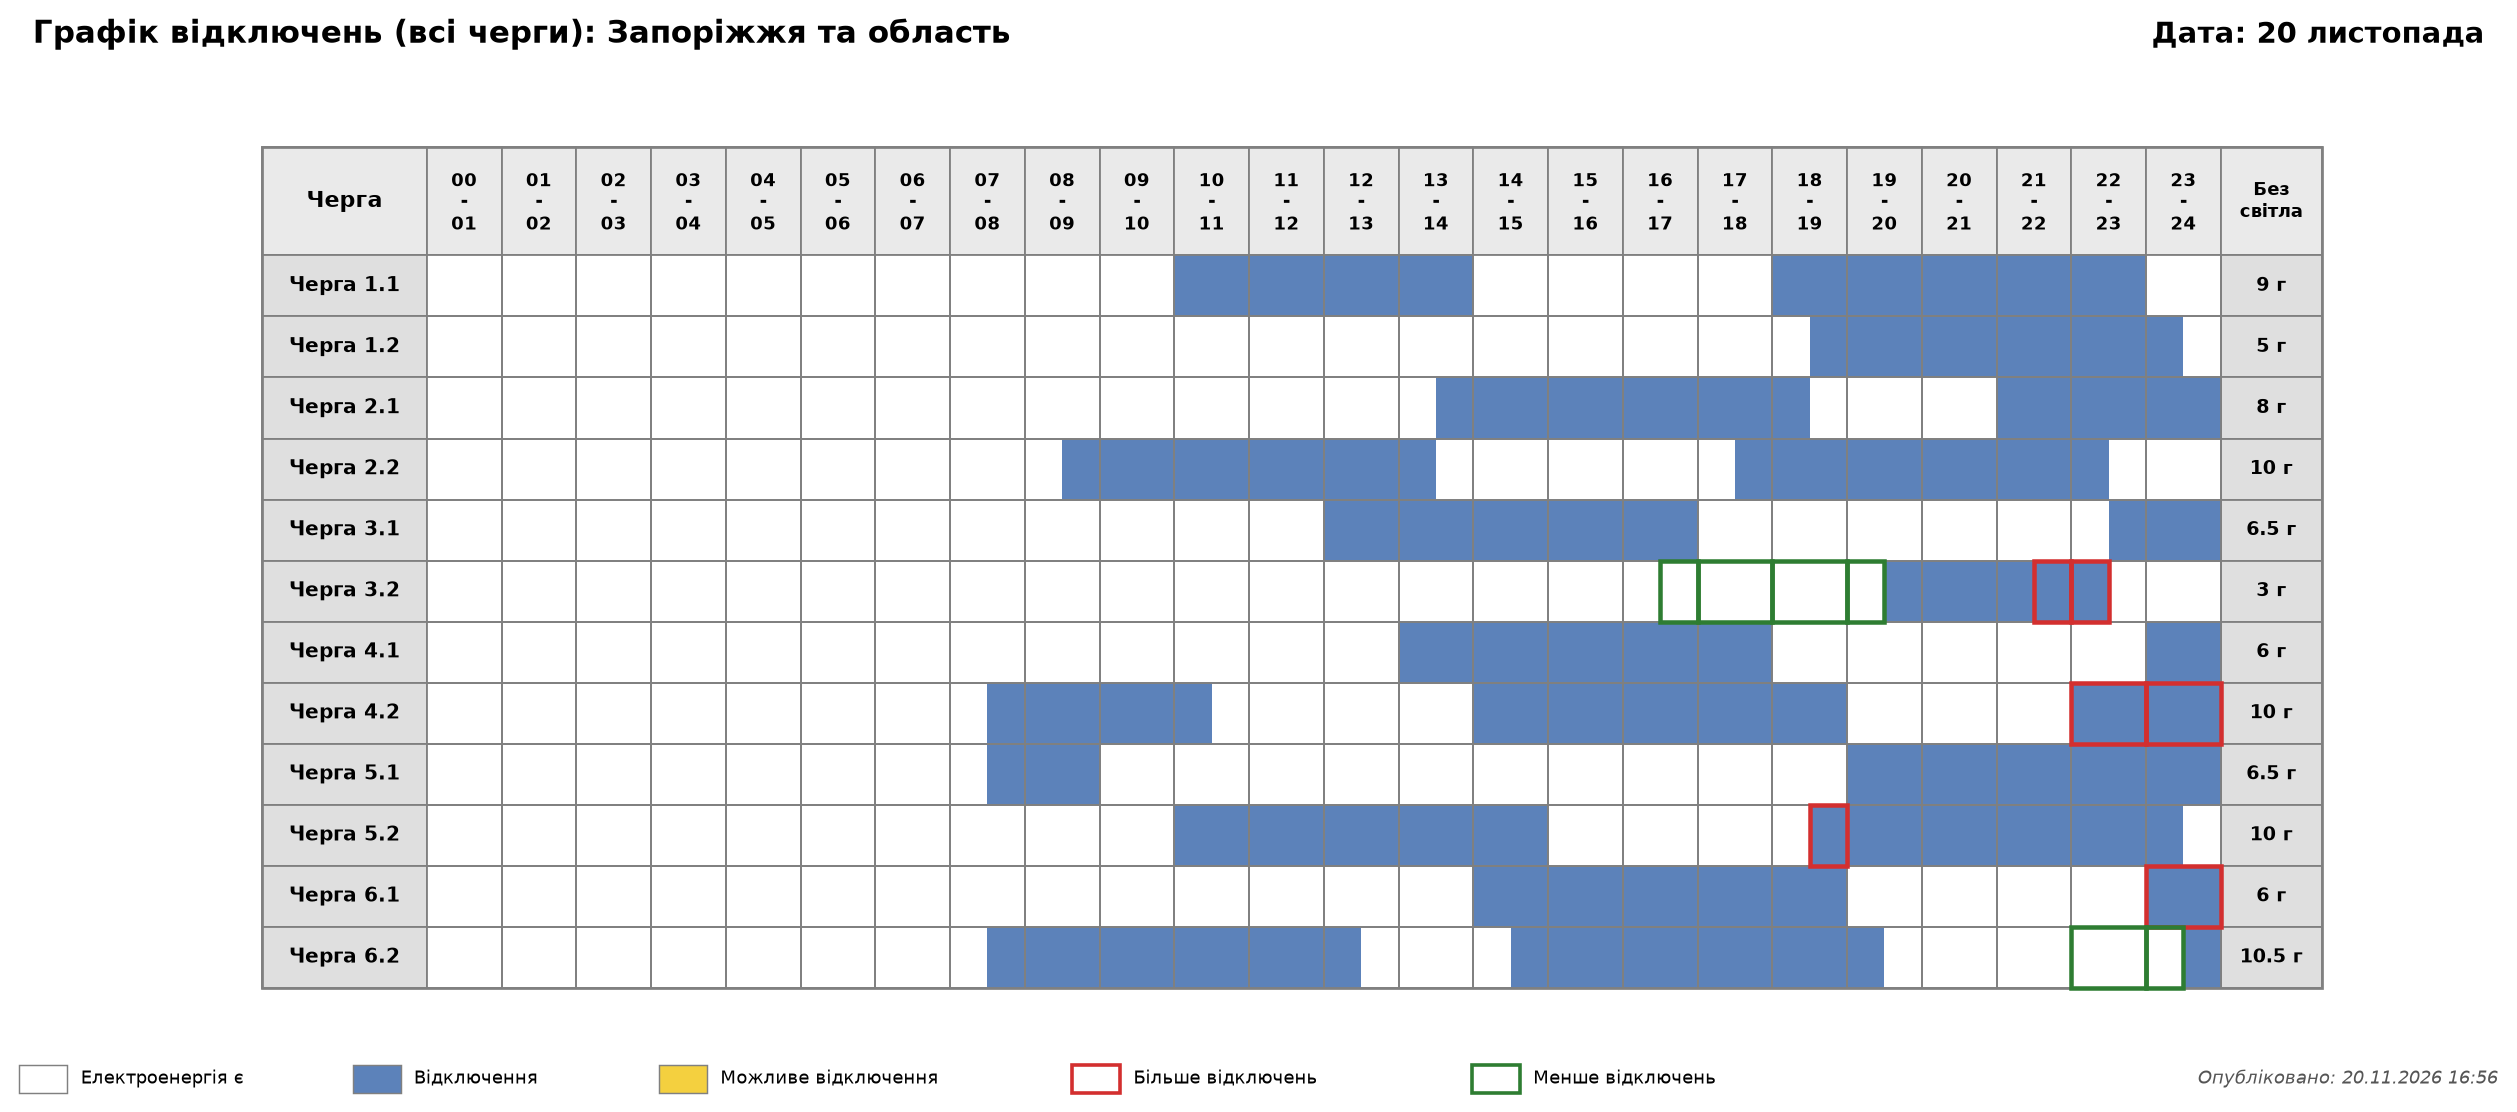 Графік відключень (всі черги): Запоріжжя та область
Дата: 20 листопада
Черга 00 - 01 01 - 02 02 - 03 03 - 04 04 - 05 05 - 06 06 - 07 07 - 08 08 - 09 09 - 10 10 - 11 11 - 12 12 - 13 13 - 14 14 - 15 15 - 16 16 - 17 17 - 18 18 - 19 19 - 20 20 - 21 21 - 22 22 - 23 23 - 24 Без світла
Черга 1.1 9 г
Черга 1.2 5 г
Черга 2.1 8 г
Черга 2.2 10 г
Черга 3.1 6.5 г
Черга 3.2 3 г
Черга 4.1 6 г
Черга 4.2 10 г
Черга 5.1 6.5 г
Черга 5.2 10 г
Черга 6.1 6 г
Черга 6.2 10.5 г
Електроенергія є Відключення Можливе відключення Більше відключень Менше відключень
Опубліковано: 20.11.2026 16:56